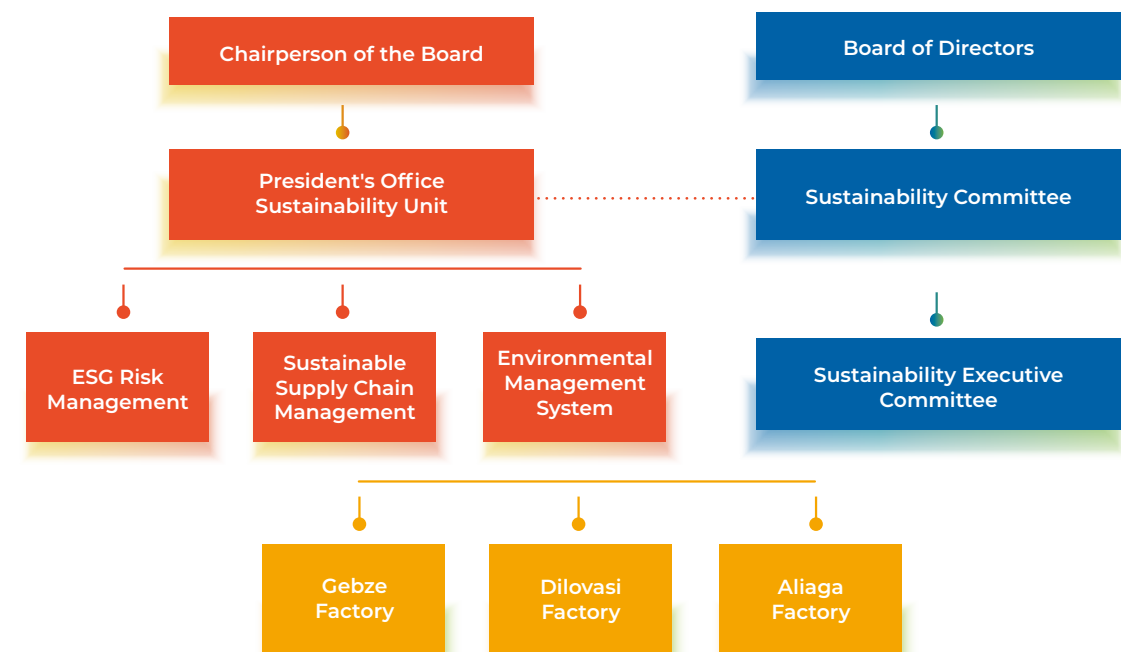 Chairperson of the Board
Board of Directors
President's Office
Sustainability Unit
Sustainability Committee
ESG Risk
Management
Sustainable
Supply Chain
Management
Environmental
Management
System
Sustainability Executive
Committee
Gebze
Factory
Dilovasi
Factory
Aliaga
Factory